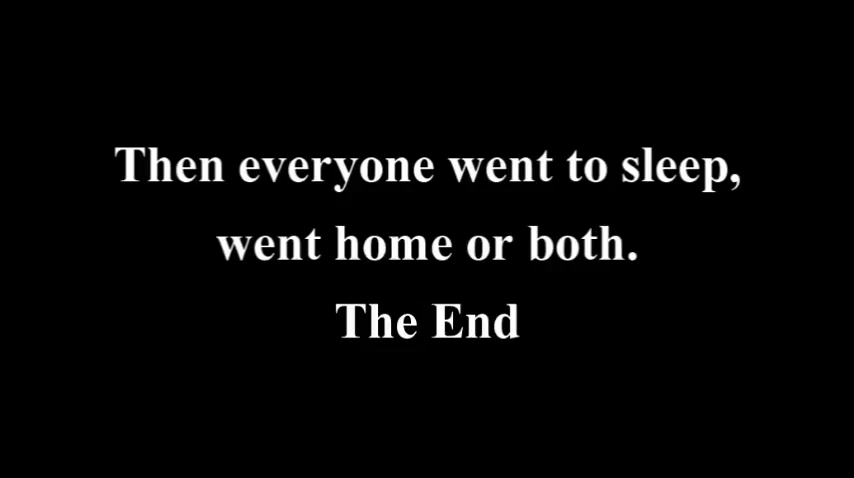 Then everyone went to sleep,
went home or both.
The End